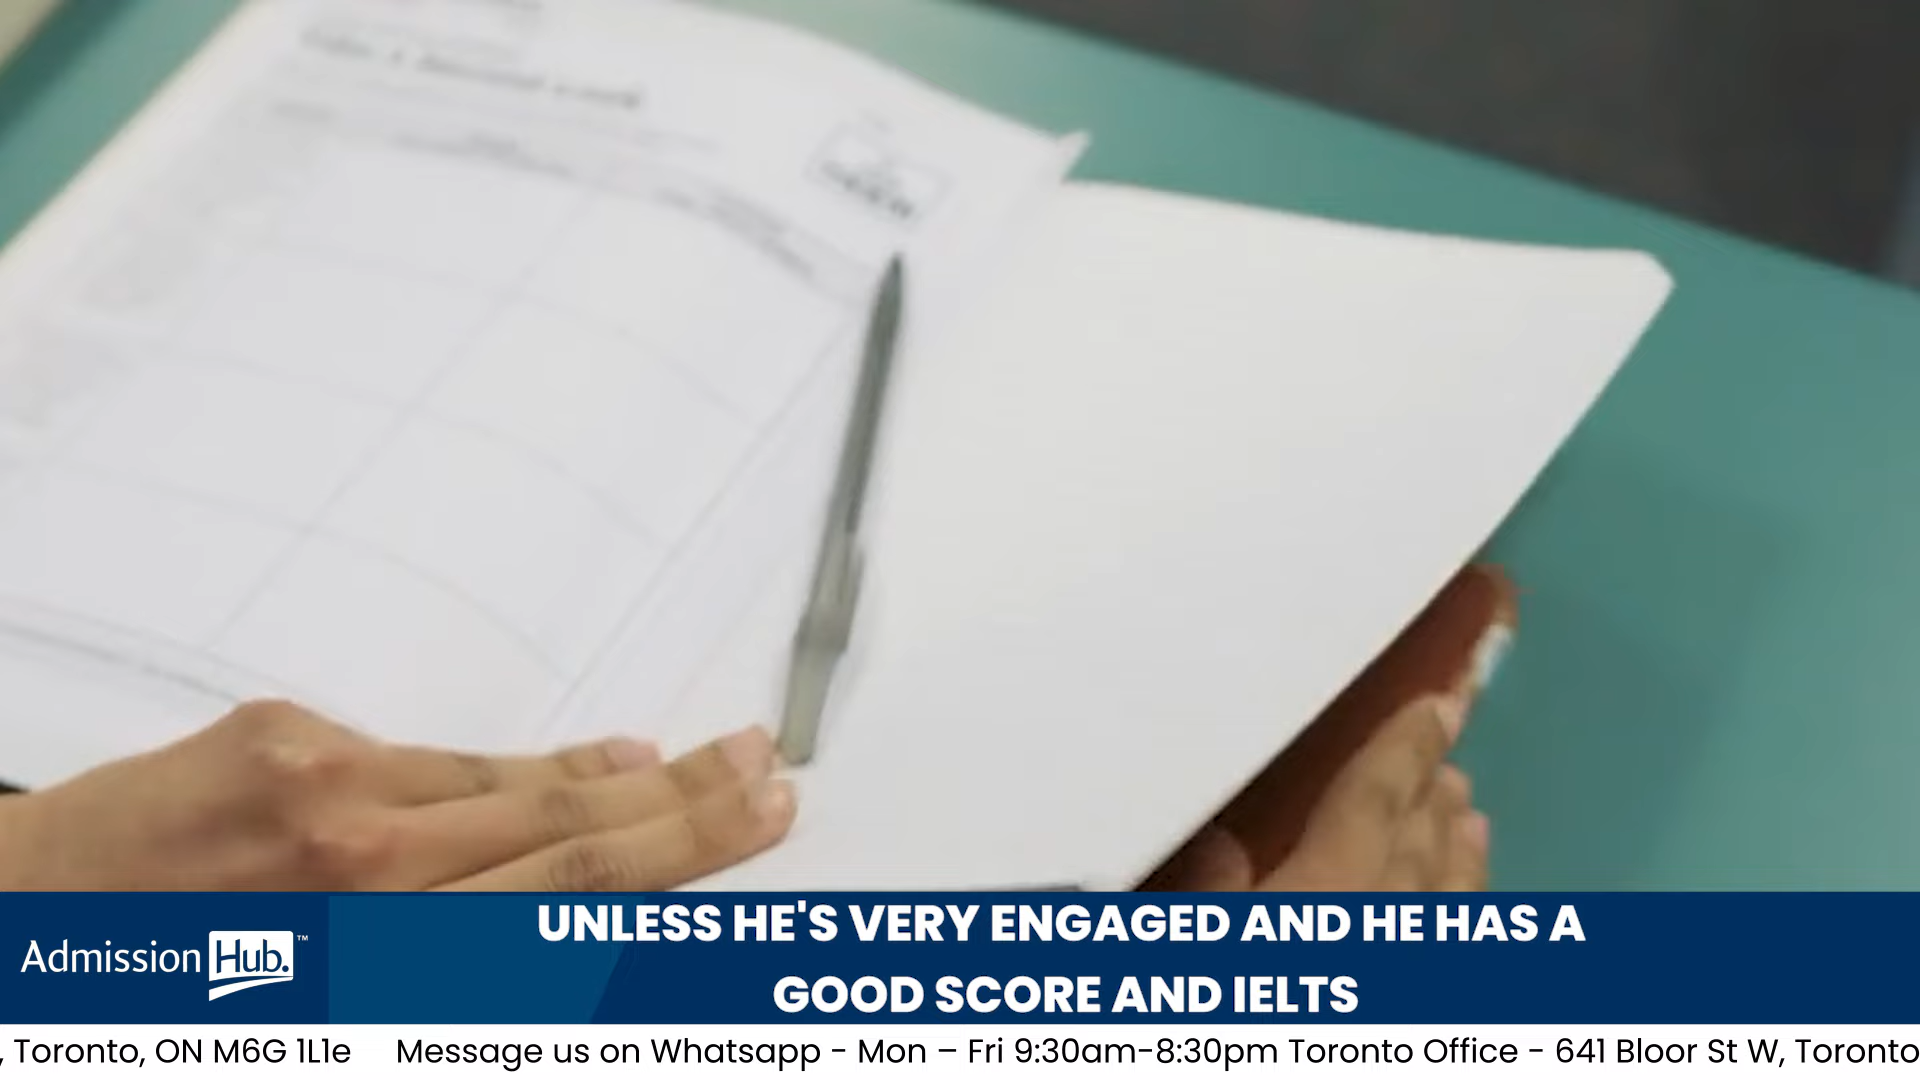 UNLESS HE'S VERY ENGAGED AND HE HAS A
GOOD SCORE AND IELTS
Admission Hub.™
, Toronto, ON M6G 1L1e Message us on Whatsapp - Mon – Fri 9:30am-8:30pm Toronto Office - 641 Bloor St W, Toronto